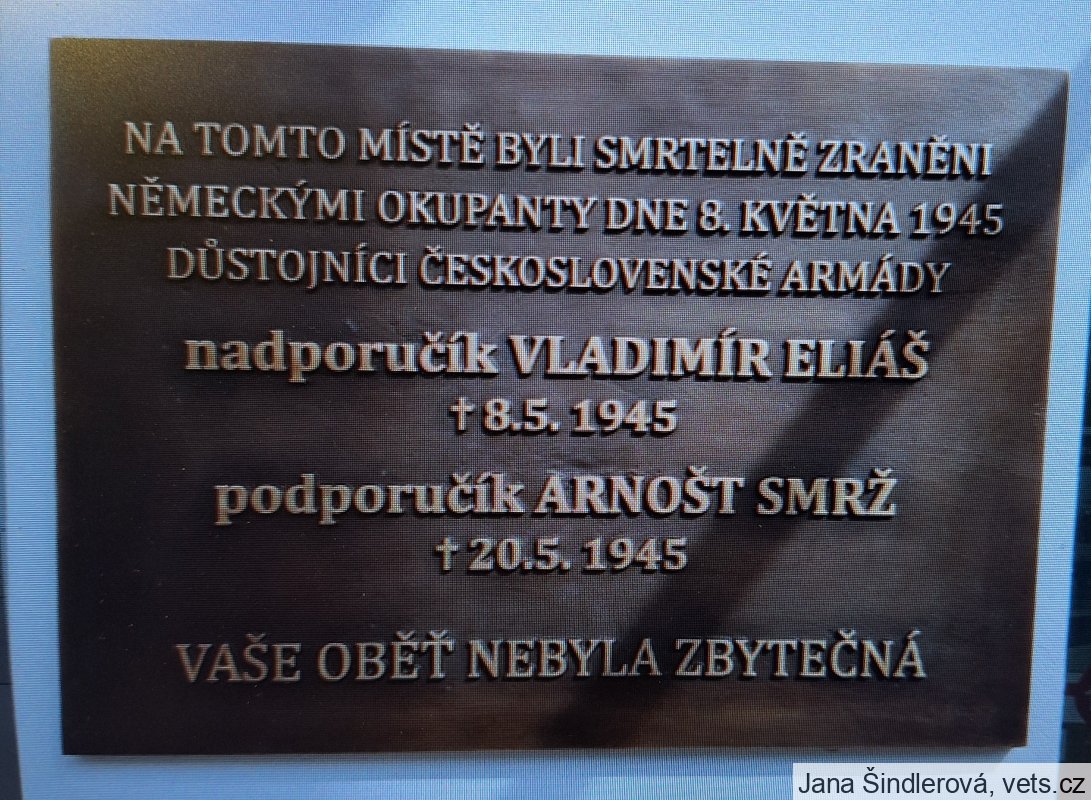 NA TOMTO MÍSTĚ BYLI SMRTELNĚ ZRANĚNI
NĚMECKÝMI OKUPANTY DNE 8. KVĚTNA 1945
DŮSTOJNÍCI ČESKOSLOVENSKÉ ARMÁDY
nadporučík VLADIMÍR ELIÁŠ
† 8.5. 1945
podporučík ARNOŠT SMRŽ
† 20.5. 1945
VAŠE OBĚŤ NEBYLA ZBYTEČNÁ
Jana Šindlerová, vets.cz